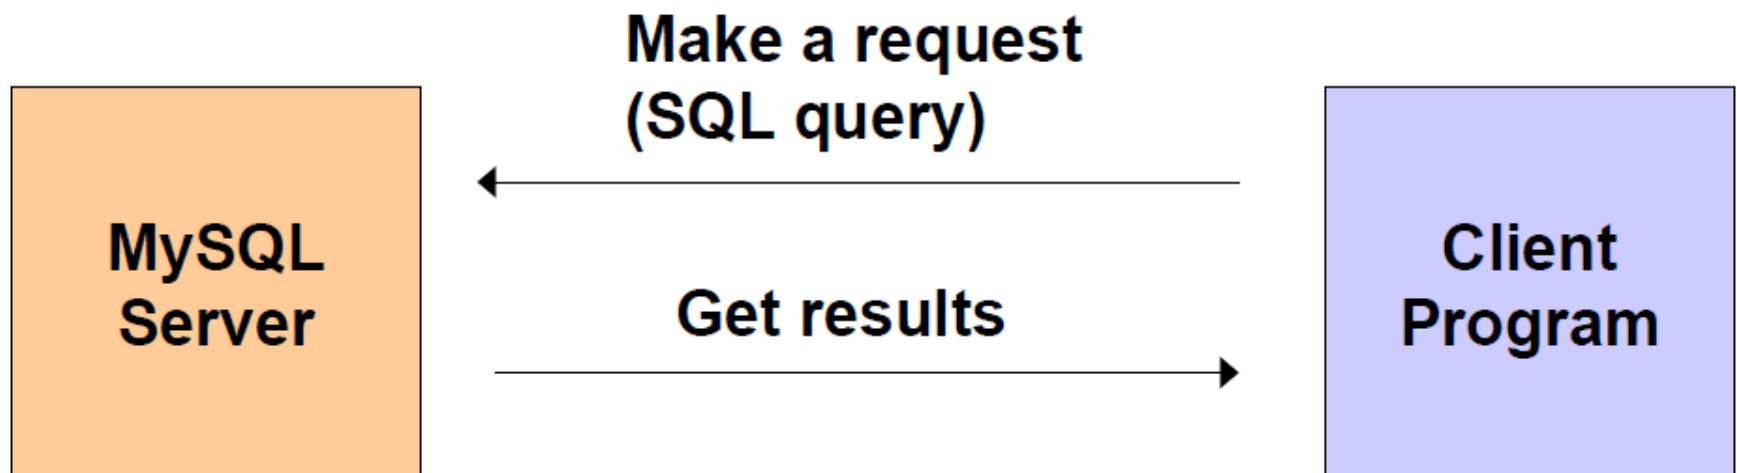 Make a request
(SQL query)
MySQL
Server
Get results
Client
Program